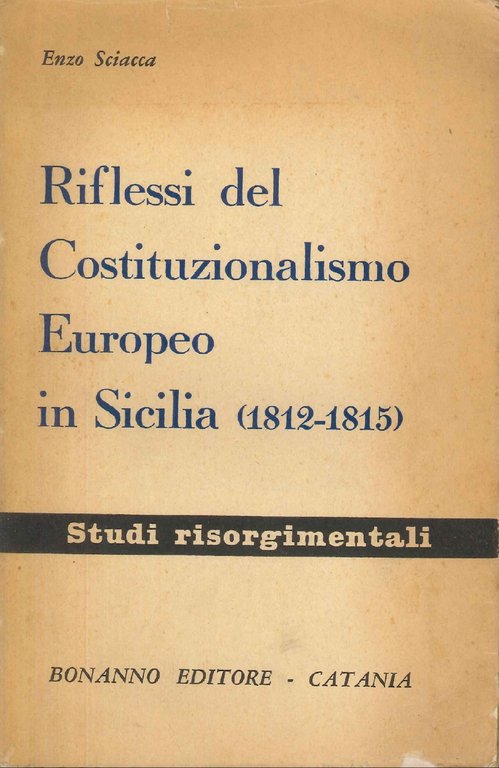 Enzo Sciacca
Riflessi del
Costituzionalismo
Europeo
in Sicilia (1812-1815)
Studi risorgimentali
BONANNO EDITORE - CATANIA